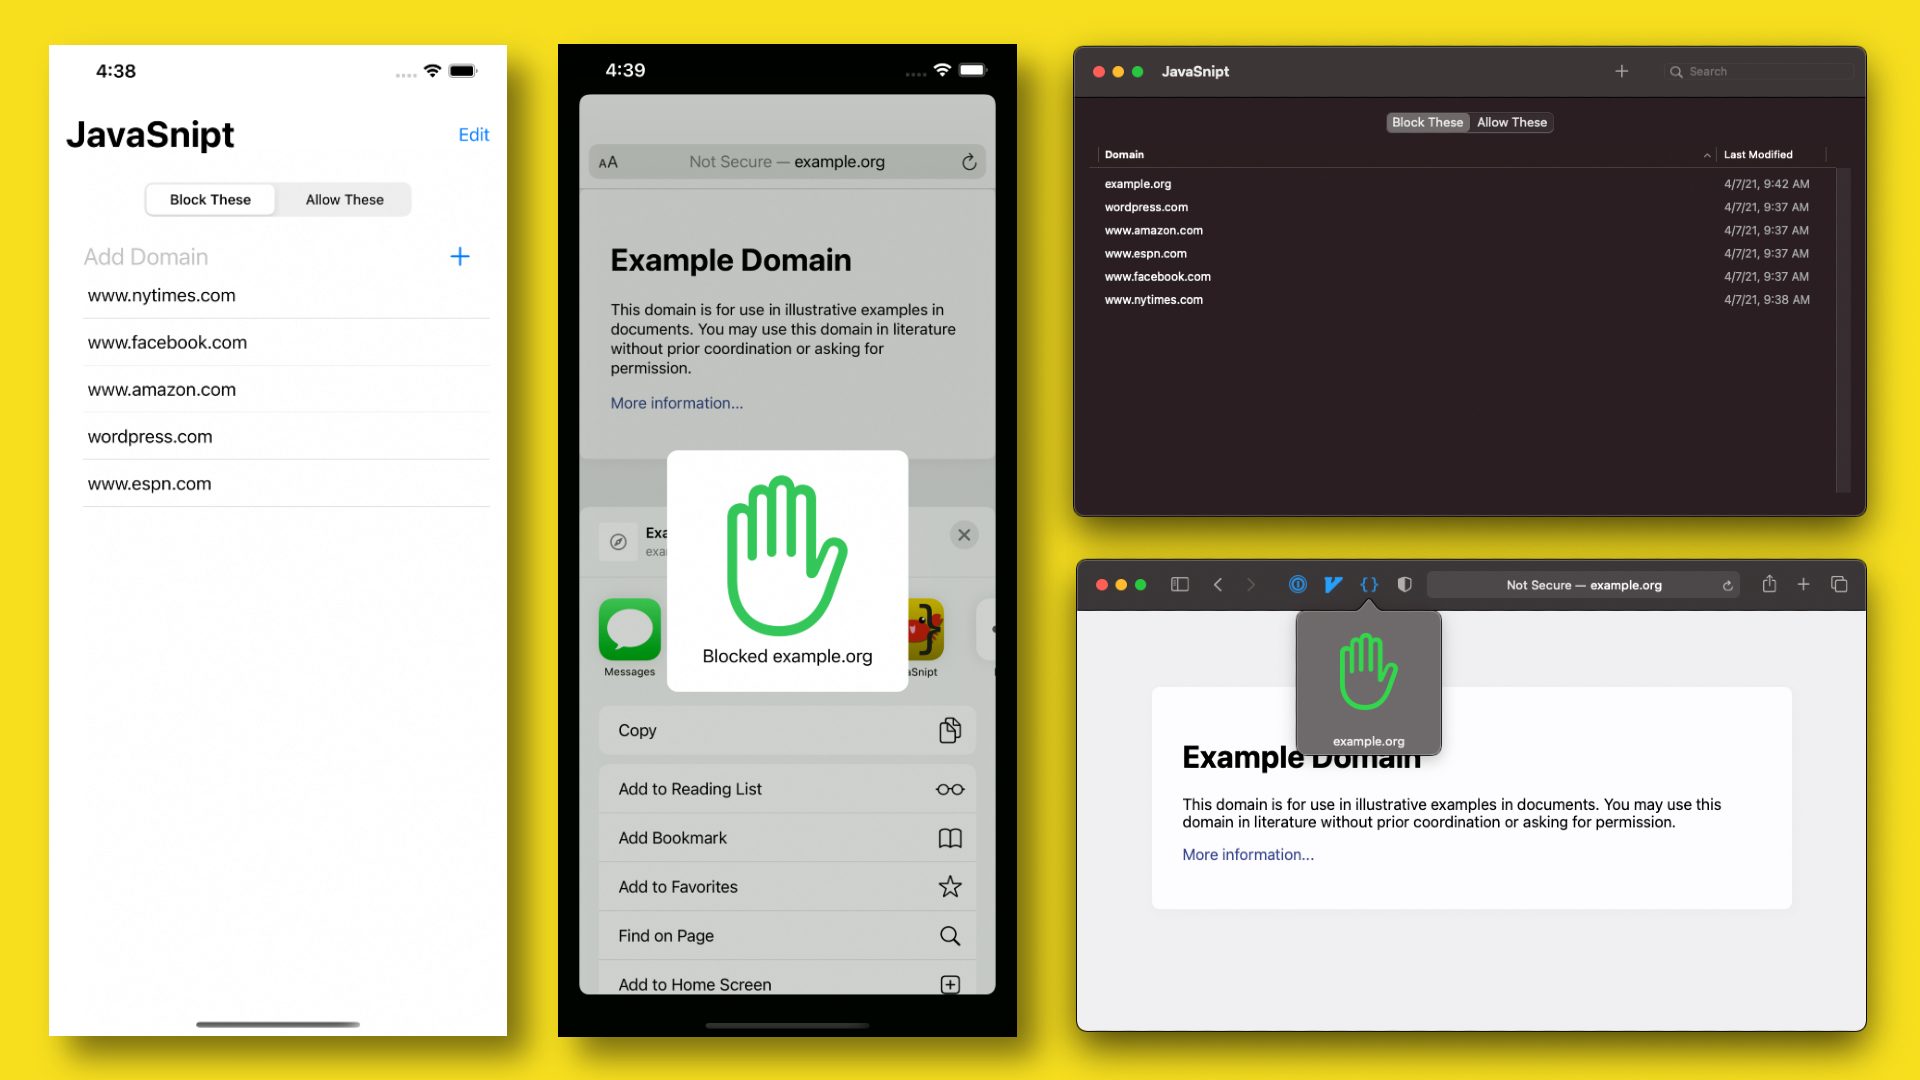 4:38
JavaSnipt
Edit
Block These
Allow These
Add Domain
www.nytimes.com
www.facebook.com
www.amazon.com
wordpress.com
www.espn.com
4:39
AA
Not Secure — example.org
Example Domain
This domain is for use in illustrative examples in
documents. You may use this domain in literature
without prior coordination or asking for
permission.
More information...
Exa
exa
Blocked example.org
Messages
aSnipt
Copy
Add to Reading List
Add Bookmark
Add to Favorites
Find on Page
Add to Home Screen
JavaSnipt
Search
Block These
Allow These
Domain
Last Modified
example.org
4/7/21, 9:42 AM
wordpress.com
4/7/21, 9:37 AM
www.amazon.com
4/7/21, 9:37 AM
www.espn.com
4/7/21, 9:37 AM
www.facebook.com
4/7/21, 9:37 AM
www.nytimes.com
4/7/21, 9:38 AM
Not Secure — example.org
example.org
Example Domain
This domain is for use in illustrative examples in documents. You may use this
domain in literature without prior coordination or asking for permission.
More information...